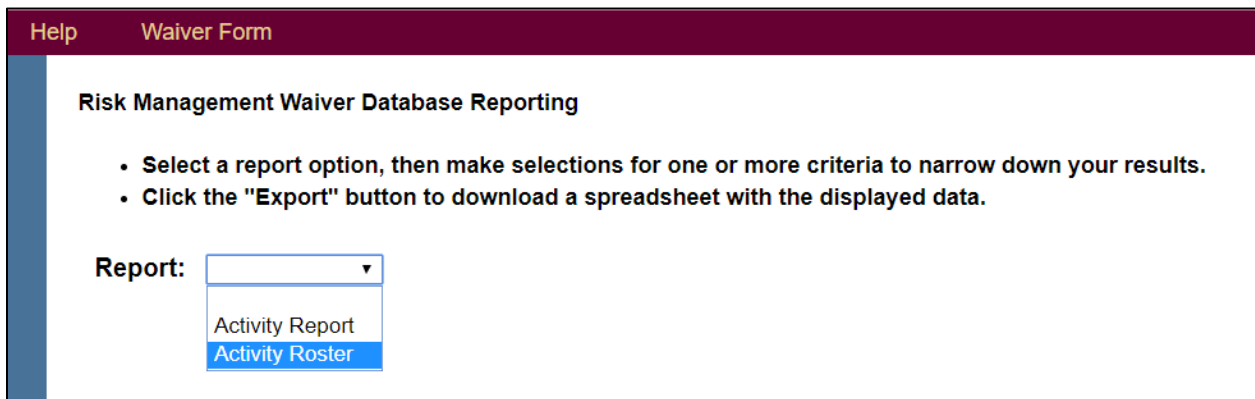 Help Waiver Form
Risk Management Waiver Database Reporting
• Select a report option, then make selections for one or more criteria to narrow down your results.
• Click the "Export" button to download a spreadsheet with the displayed data.
Report:
Activity Report
Activity Roster